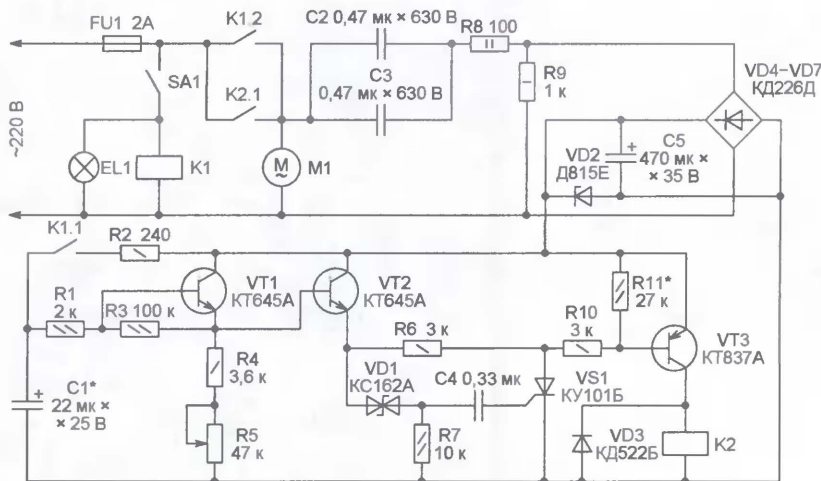 FU1 2А
K1.2
C2 0,47 мк × 630 В
R8 100
SA1
K2.1
C3
0,47 мк × 630 В
R9
1 к
VD4–VD7
КД226Д
~220 В
EL1
K1
M
~
M1
VD2
Д815Е
+
C5
470 мк ×
× 35 В
K1.1
R2 240
R1
2 к
R3 100 к
VT1
КТ645А
VT2
КТ645А
R11*
27 к
R6 3 к
R10
3 к
VT3
КТ837А
R4
3,6 к
VD1
КС162А
C4 0,33 мк
VS1
КУ101Б
+
C1*
22 мк ×
× 25 В
R5
47 к
R7
10 к
VD3
КД522Б
K2